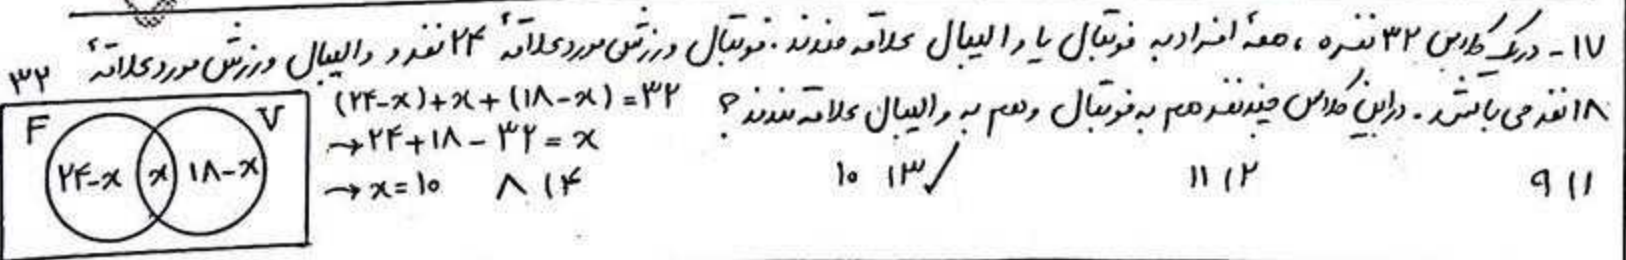 ۱۷- در یک کلاس ۳۲ نفره ، همهٔ افراد به فوتبال یا والیبال علاقه مندند . فوتبال ورزش مورد علاقهٔ ۲۴ نفر و والیبال ورزش مورد علاقهٔ
۱۸ نفر می باشد . در این کلاس چند نفر هم به فوتبال و هم به والیبال علاقه مندند ؟
۱) ۹ ۲) ۱۱ ۳) ۱۰ ✓ ۴) ۸
(۲۴-x)+x+(۱۸-x)=۳۲
→۲۴+۱۸-۳۲=x
→x=۱۰
۳۲
F V
۲۴-x x ۱۸-x